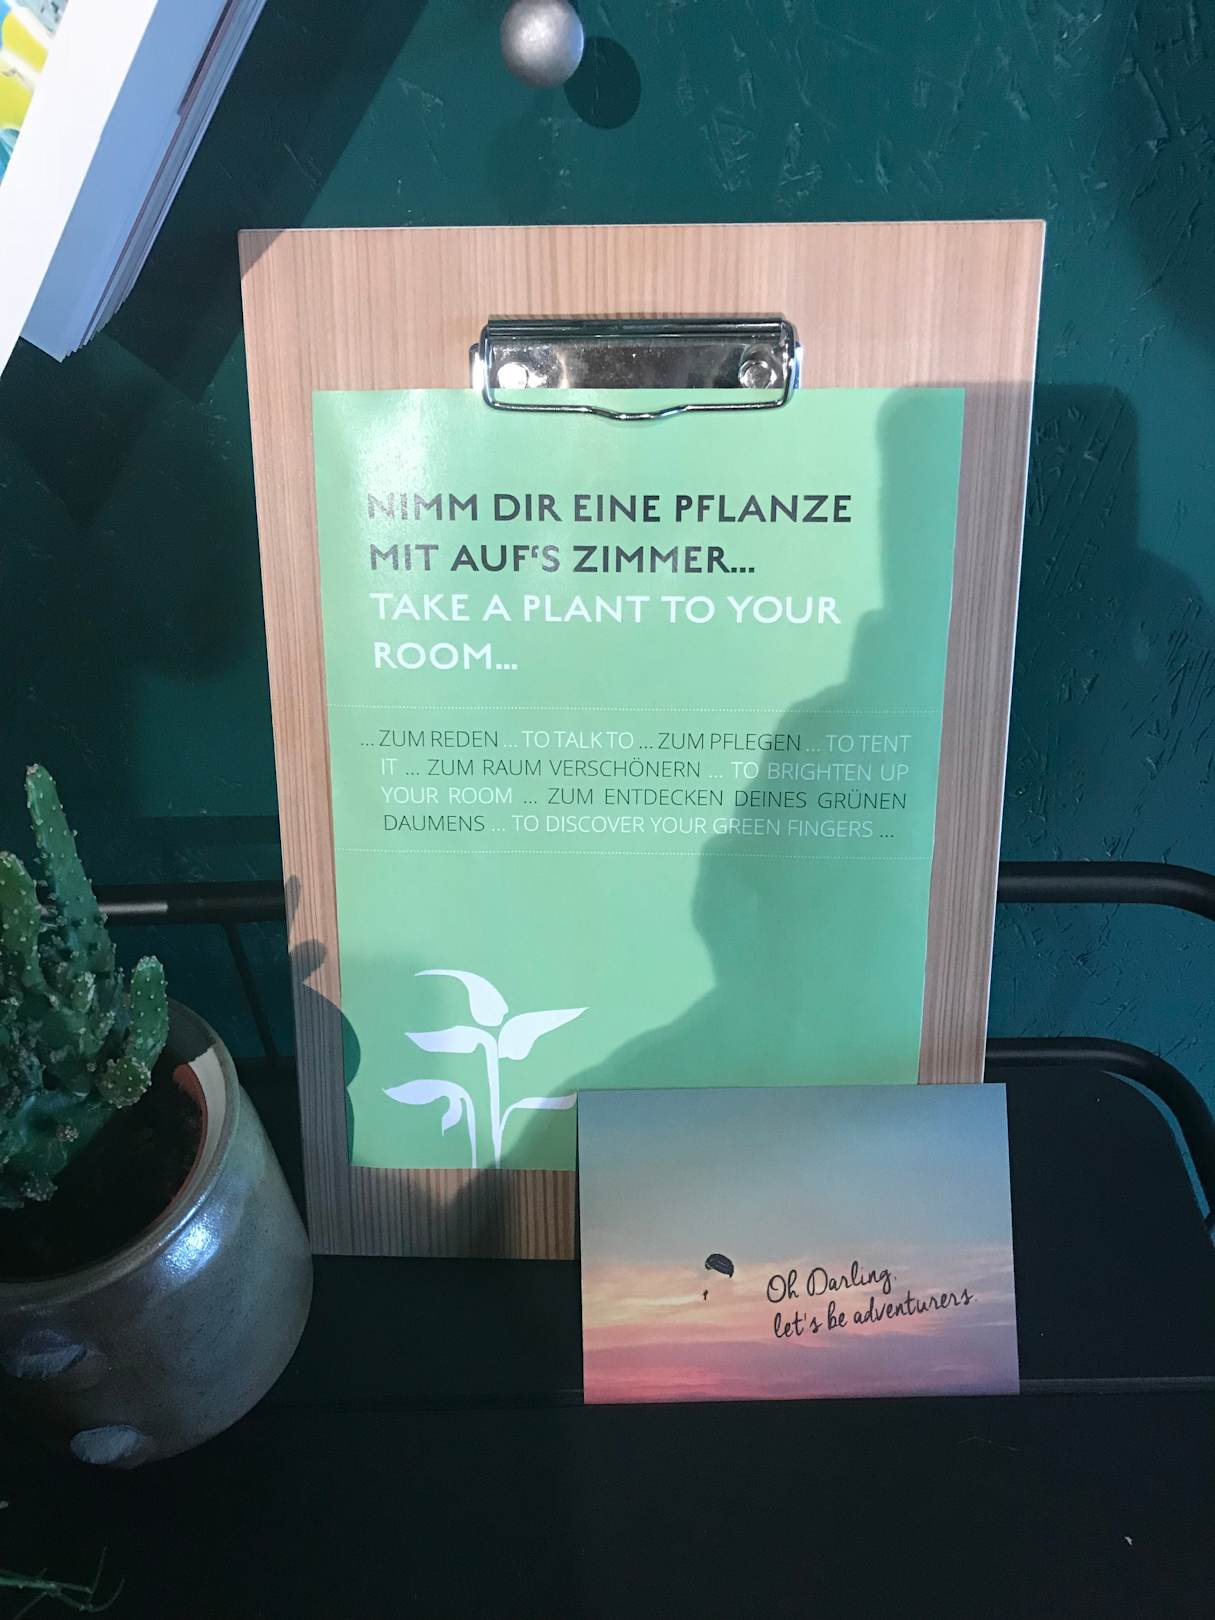 NIMM DIR EINE PFLANZE
MIT AUF‘S ZIMMER...
TAKE A PLANT TO YOUR
ROOM...
... ZUM REDEN ... TO TALK TO ... ZUM PFLEGEN ... TO TENT
IT ... ZUM RAUM VERSCHÖNERN ... TO BRIGHTEN UP
YOUR ROOM ... ZUM ENTDECKEN DEINES GRÜNEN
DAUMENS ... TO DISCOVER YOUR GREEN FINGERS ...
Oh Darling,
let's be adventurers.